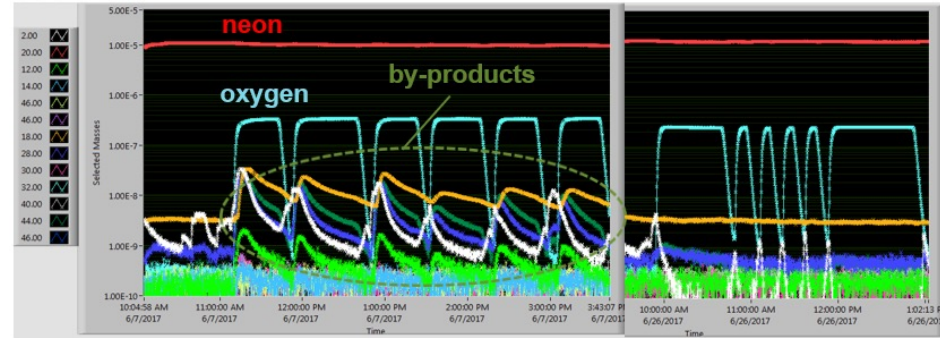 5.00E-5
neon
2.00
20.00
1.00E-5
12.00
by-products
14.00
46.00
1.00E-6
oxygen
46.00
18.00
28.00
1.00E-7
30.00
Selected Masses
32.00
40.00
1.00E-8
44.00
46.00
1.00E-9
1.00E-10
10:04:58 AM 11:00:00 AM 12:00:00 PM 1:00:00 PM 2:00:00 PM 3:00:00 PM 3:43:07 10:00:00 AM 11:00:00 AM 12:00:00 PM 1:02:13
6/7/2017 6/7/2017 6/7/2017 6/7/2017 6/7/2017 6/7/2017 6/7/201 6/26/2017 6/26/2017 6/26/2017 6/26/20
Time Time